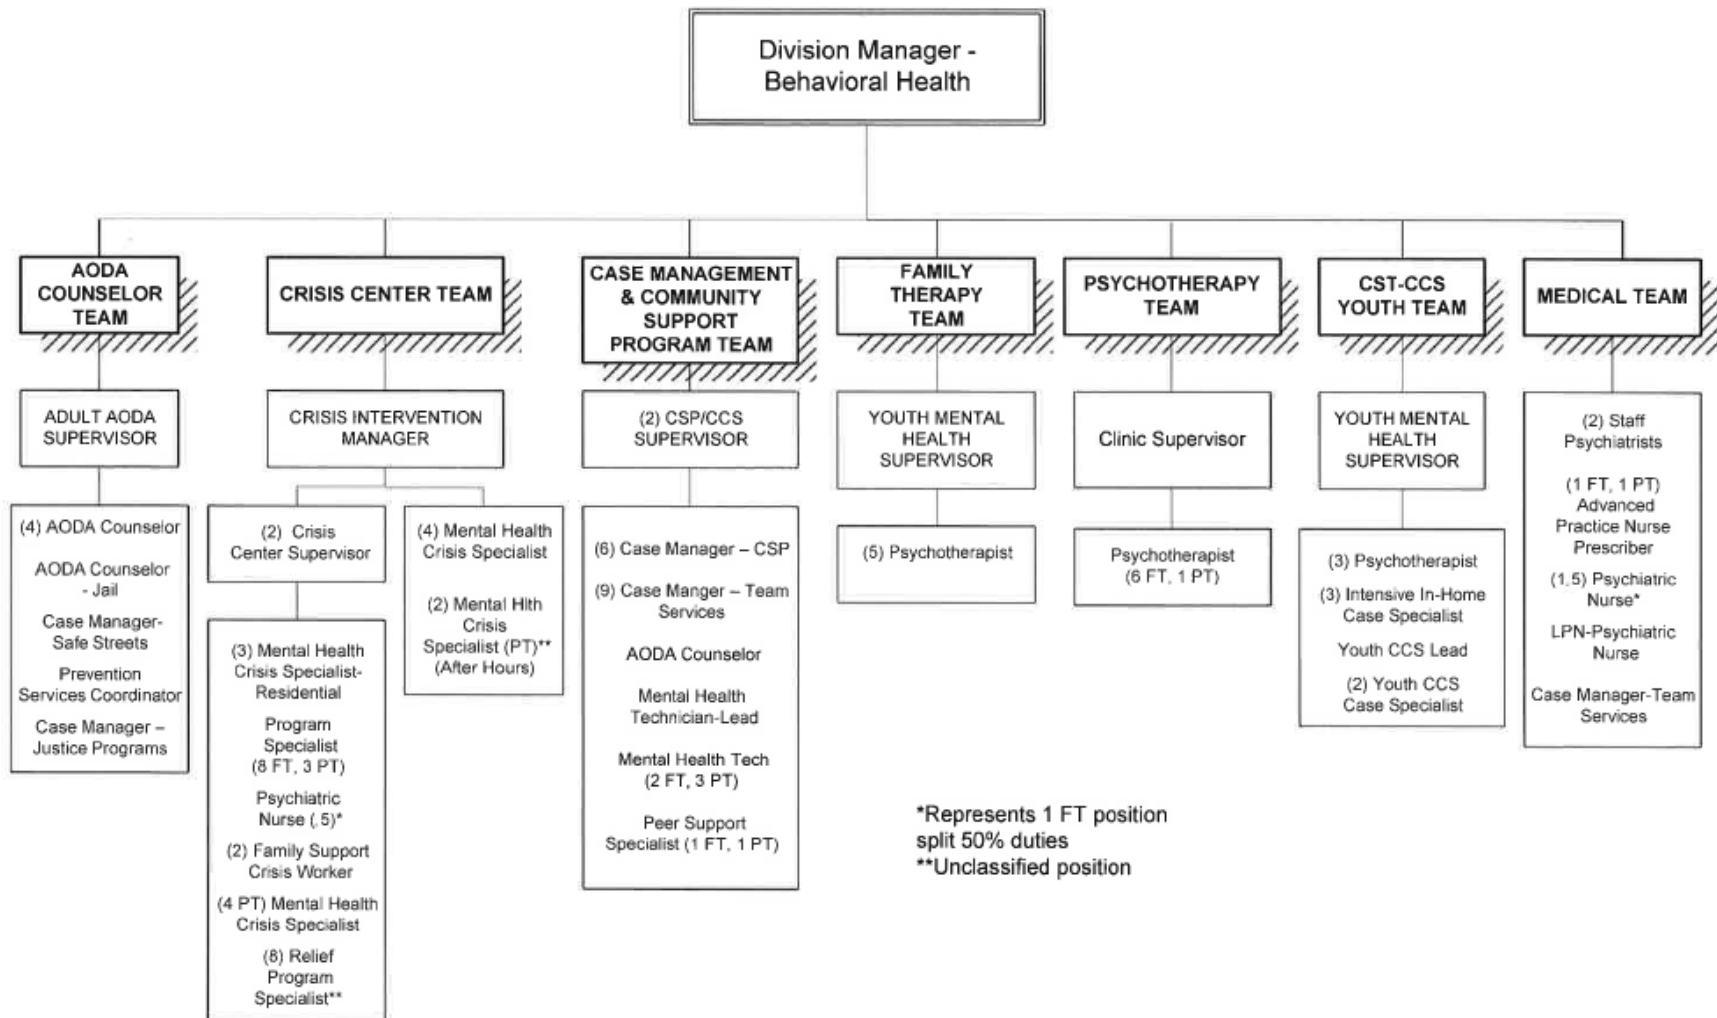 Division Manager -
Behavioral Health
AODA
COUNSELOR
TEAM
CRISIS CENTER TEAM
CASE MANAGEMENT
& COMMUNITY
SUPPORT
PROGRAM TEAM
FAMILY
THERAPY
TEAM
PSYCHOTHERAPY
TEAM
CST-CCS
YOUTH TEAM
MEDICAL TEAM
ADULT AODA
SUPERVISOR
CRISIS INTERVENTION
MANAGER
(2) CSP/CCS
SUPERVISOR
YOUTH MENTAL
HEALTH
SUPERVISOR
Clinic Supervisor
YOUTH MENTAL
HEALTH
SUPERVISOR
(2) Staff
Psychiatrists
(1 FT, 1 PT)
Advanced
Practice Nurse
Prescriber
(1.5) Psychiatric
Nurse*
LPN-Psychiatric
Nurse
Case Manager-Team
Services
(4) AODA Counselor
AODA Counselor
- Jail
Case Manager-
Safe Streets
Prevention
Services Coordinator
Case Manager –
Justice Programs
(2) Crisis
Center Supervisor
(4) Mental Health
Crisis Specialist
(2) Mental Hlth
Crisis
Specialist (PT)**
(After Hours)
(3) Mental Health
Crisis Specialist-
Residential
Program
Specialist
(8 FT, 3 PT)
Psychiatric
Nurse (.5)*
(2) Family Support
Crisis Worker
(4 PT) Mental Health
Crisis Specialist
(8) Relief
Program
Specialist**
(6) Case Manager – CSP
(9) Case Manger – Team
Services
AODA Counselor
Mental Health
Technician-Lead
Mental Health Tech
(2 FT, 3 PT)
Peer Support
Specialist (1 FT, 1 PT)
(5) Psychotherapist
Psychotherapist
(6 FT, 1 PT)
(3) Psychotherapist
(3) Intensive In-Home
Case Specialist
Youth CCS Lead
(2) Youth CCS
Case Specialist
*Represents 1 FT position
split 50% duties
**Unclassified position